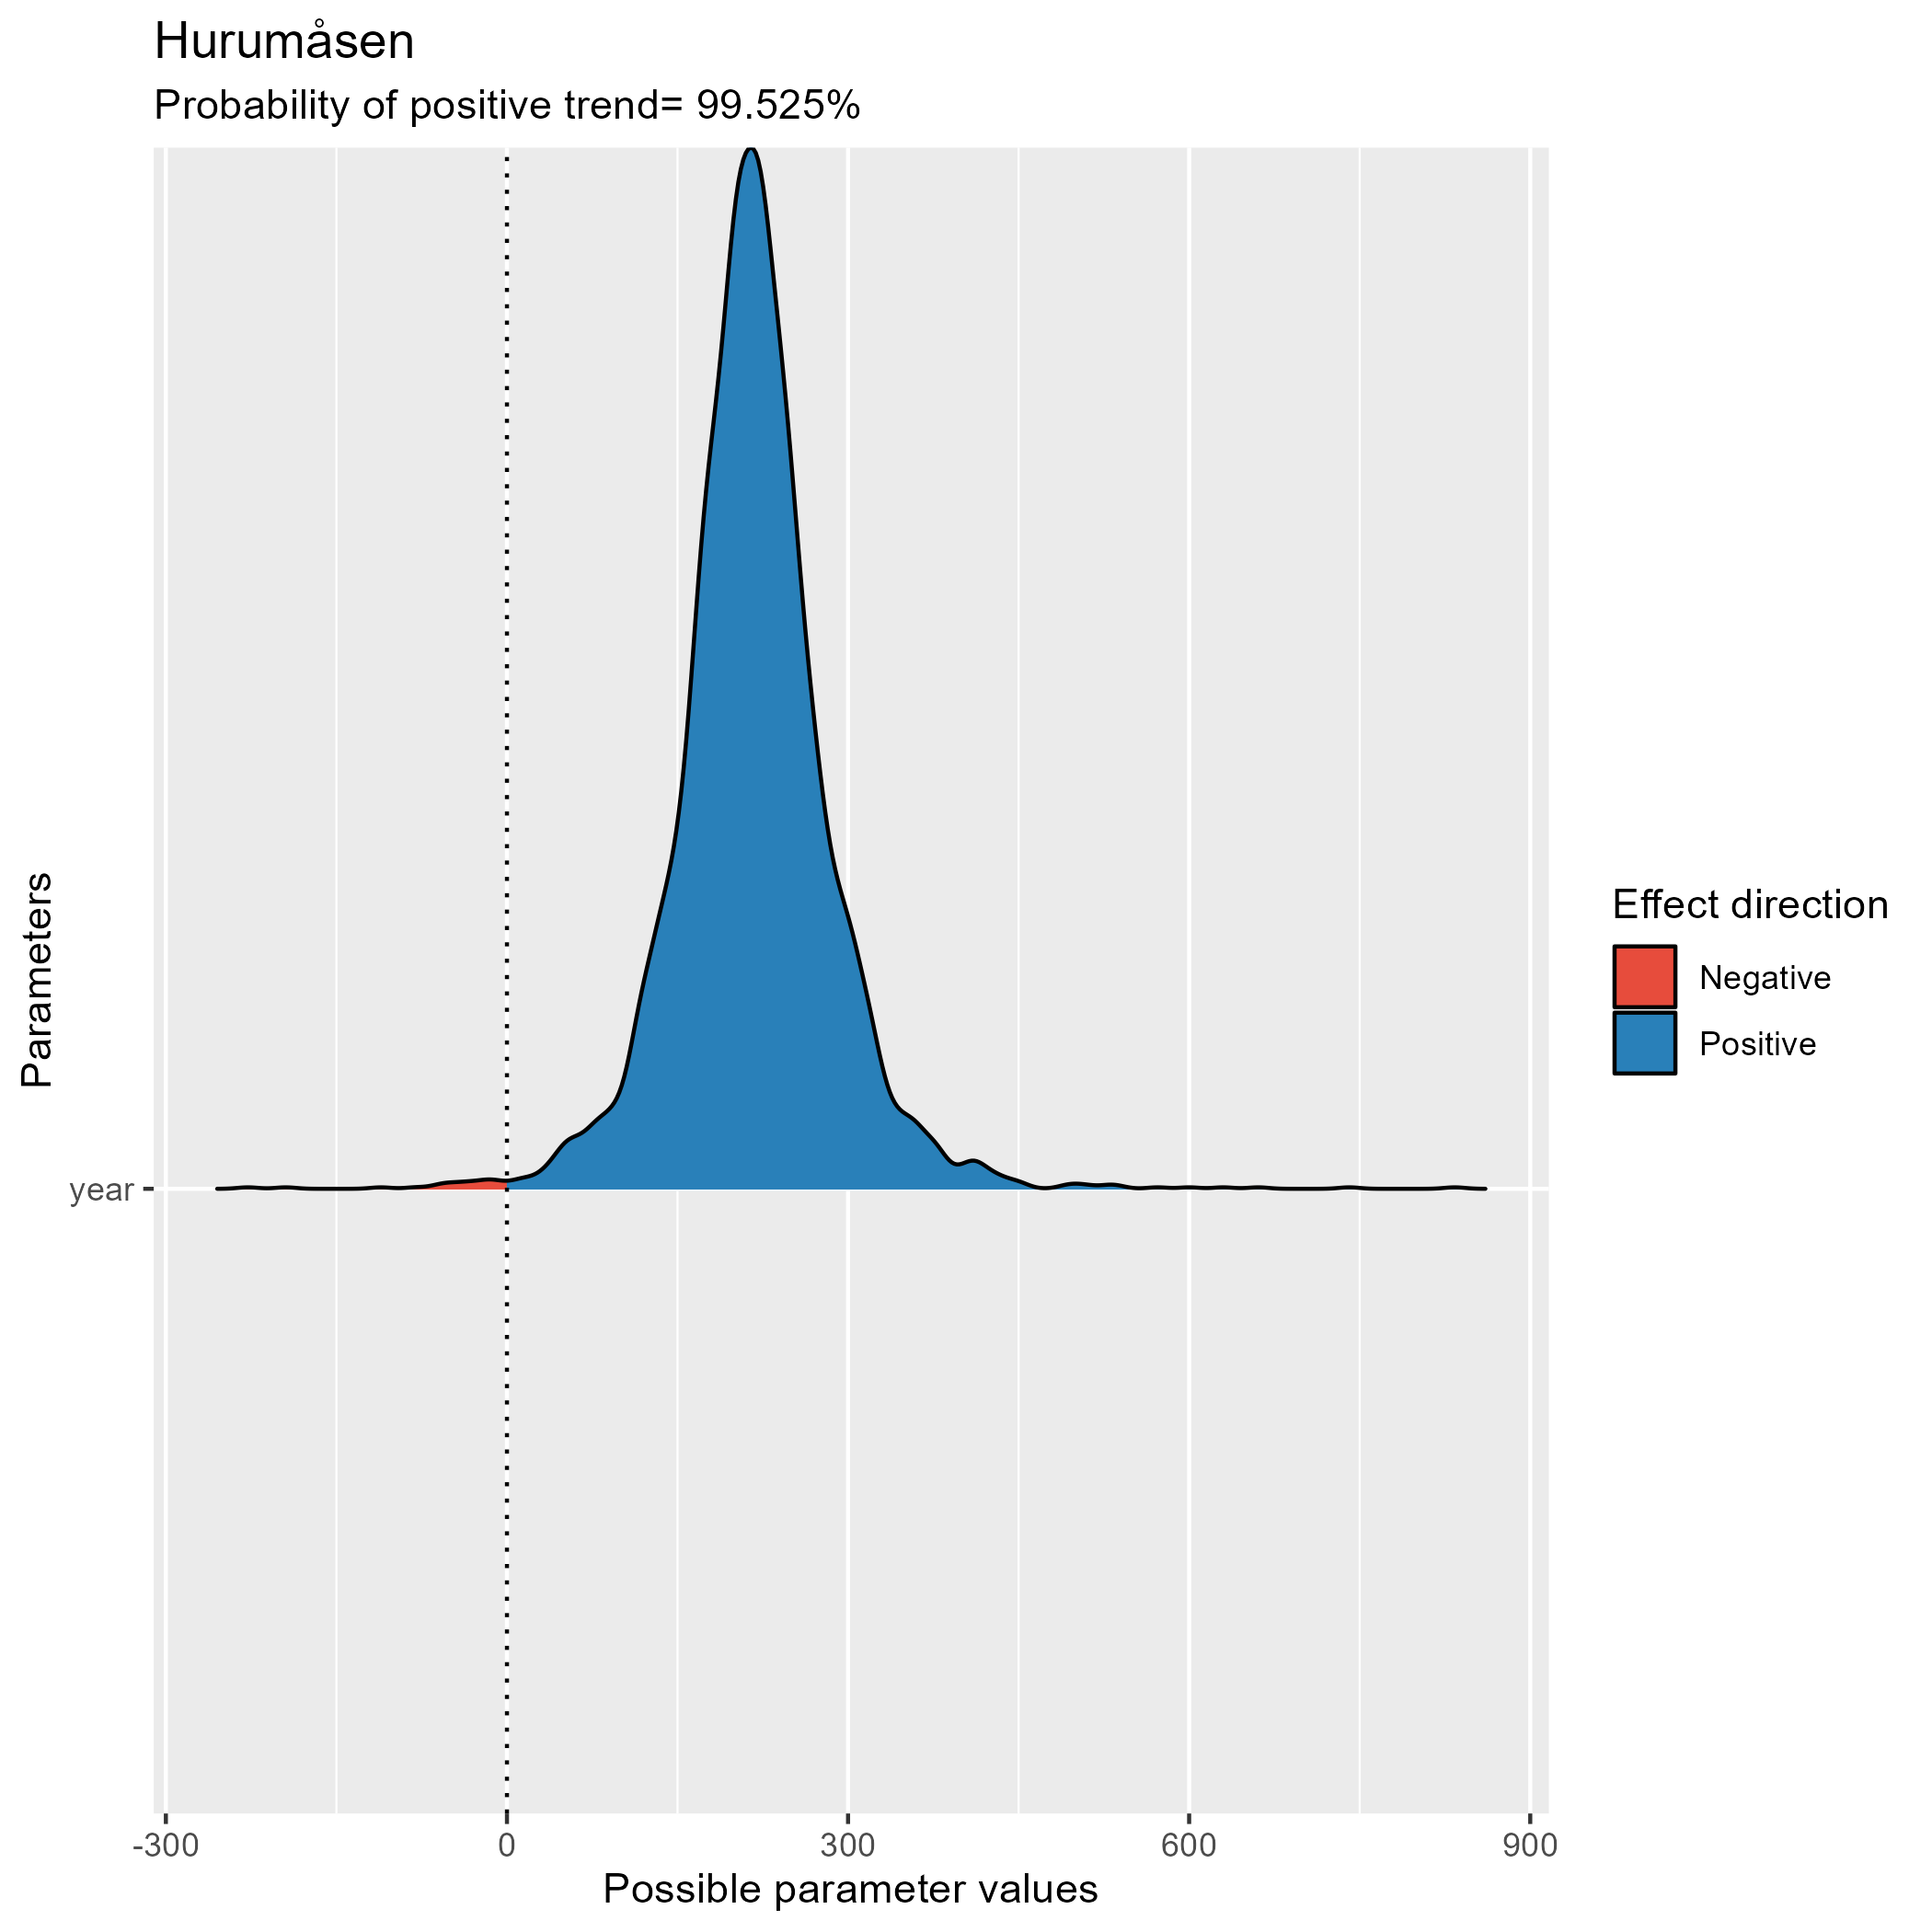 Hurumåsen
Probability of positive trend= 99.525%
Parameters
year
-300
0
300
600
900
Possible parameter values
Effect direction
Negative
Positive